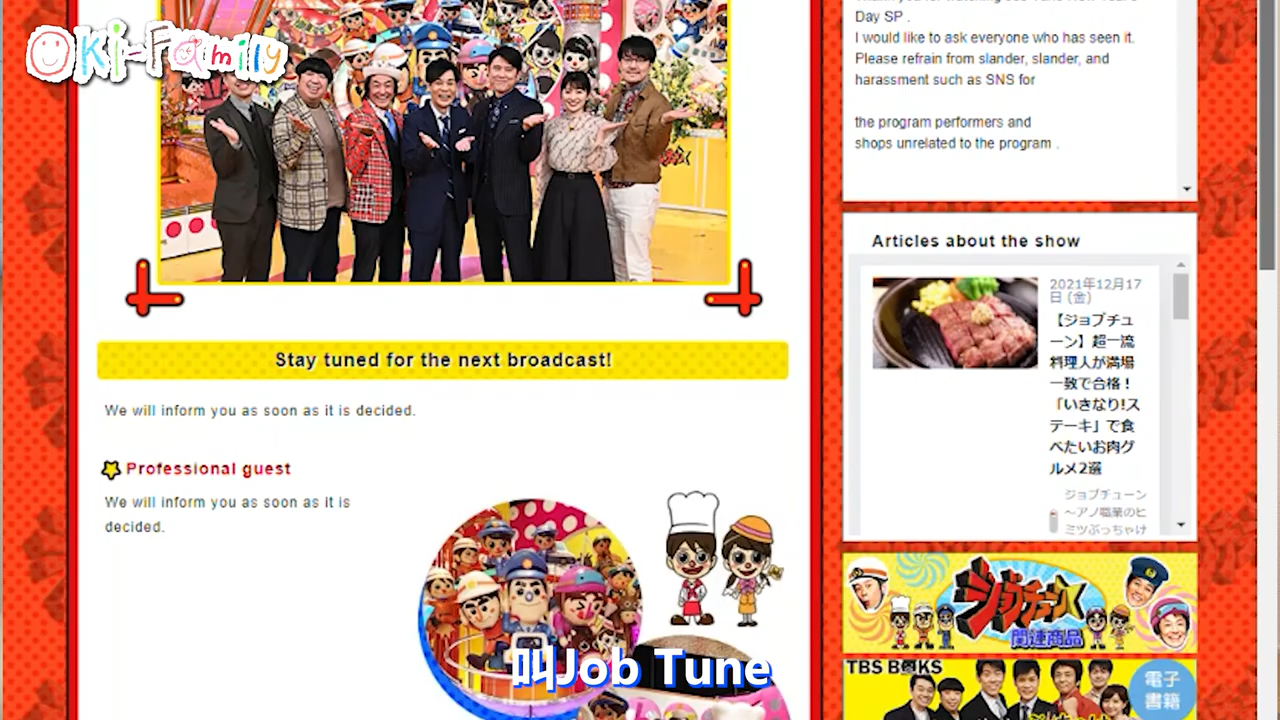 Oki-Family
Day SP .
I would like to ask everyone who has seen it.
Please refrain from slander, slander, and
harassment such as SNS for
the program performers and
shops unrelated to the program .
Articles about the show
2021年12月17
日 (金)
【ジョブチュ
ーン】超一流
料理人が満場
一致で合格！
「いきなり!ス
テーキ」で食
べたいお肉グ
ルメ2選
ジョブチューン
～アノ職業のヒ
ミツぶっちゃけ
Stay tuned for the next broadcast!
We will inform you as soon as it is decided.
Professional guest
We will inform you as soon as it is
decided.
ジョブチューン
関連商品
TBS BOOKS
電子
書籍
叫Job Tune